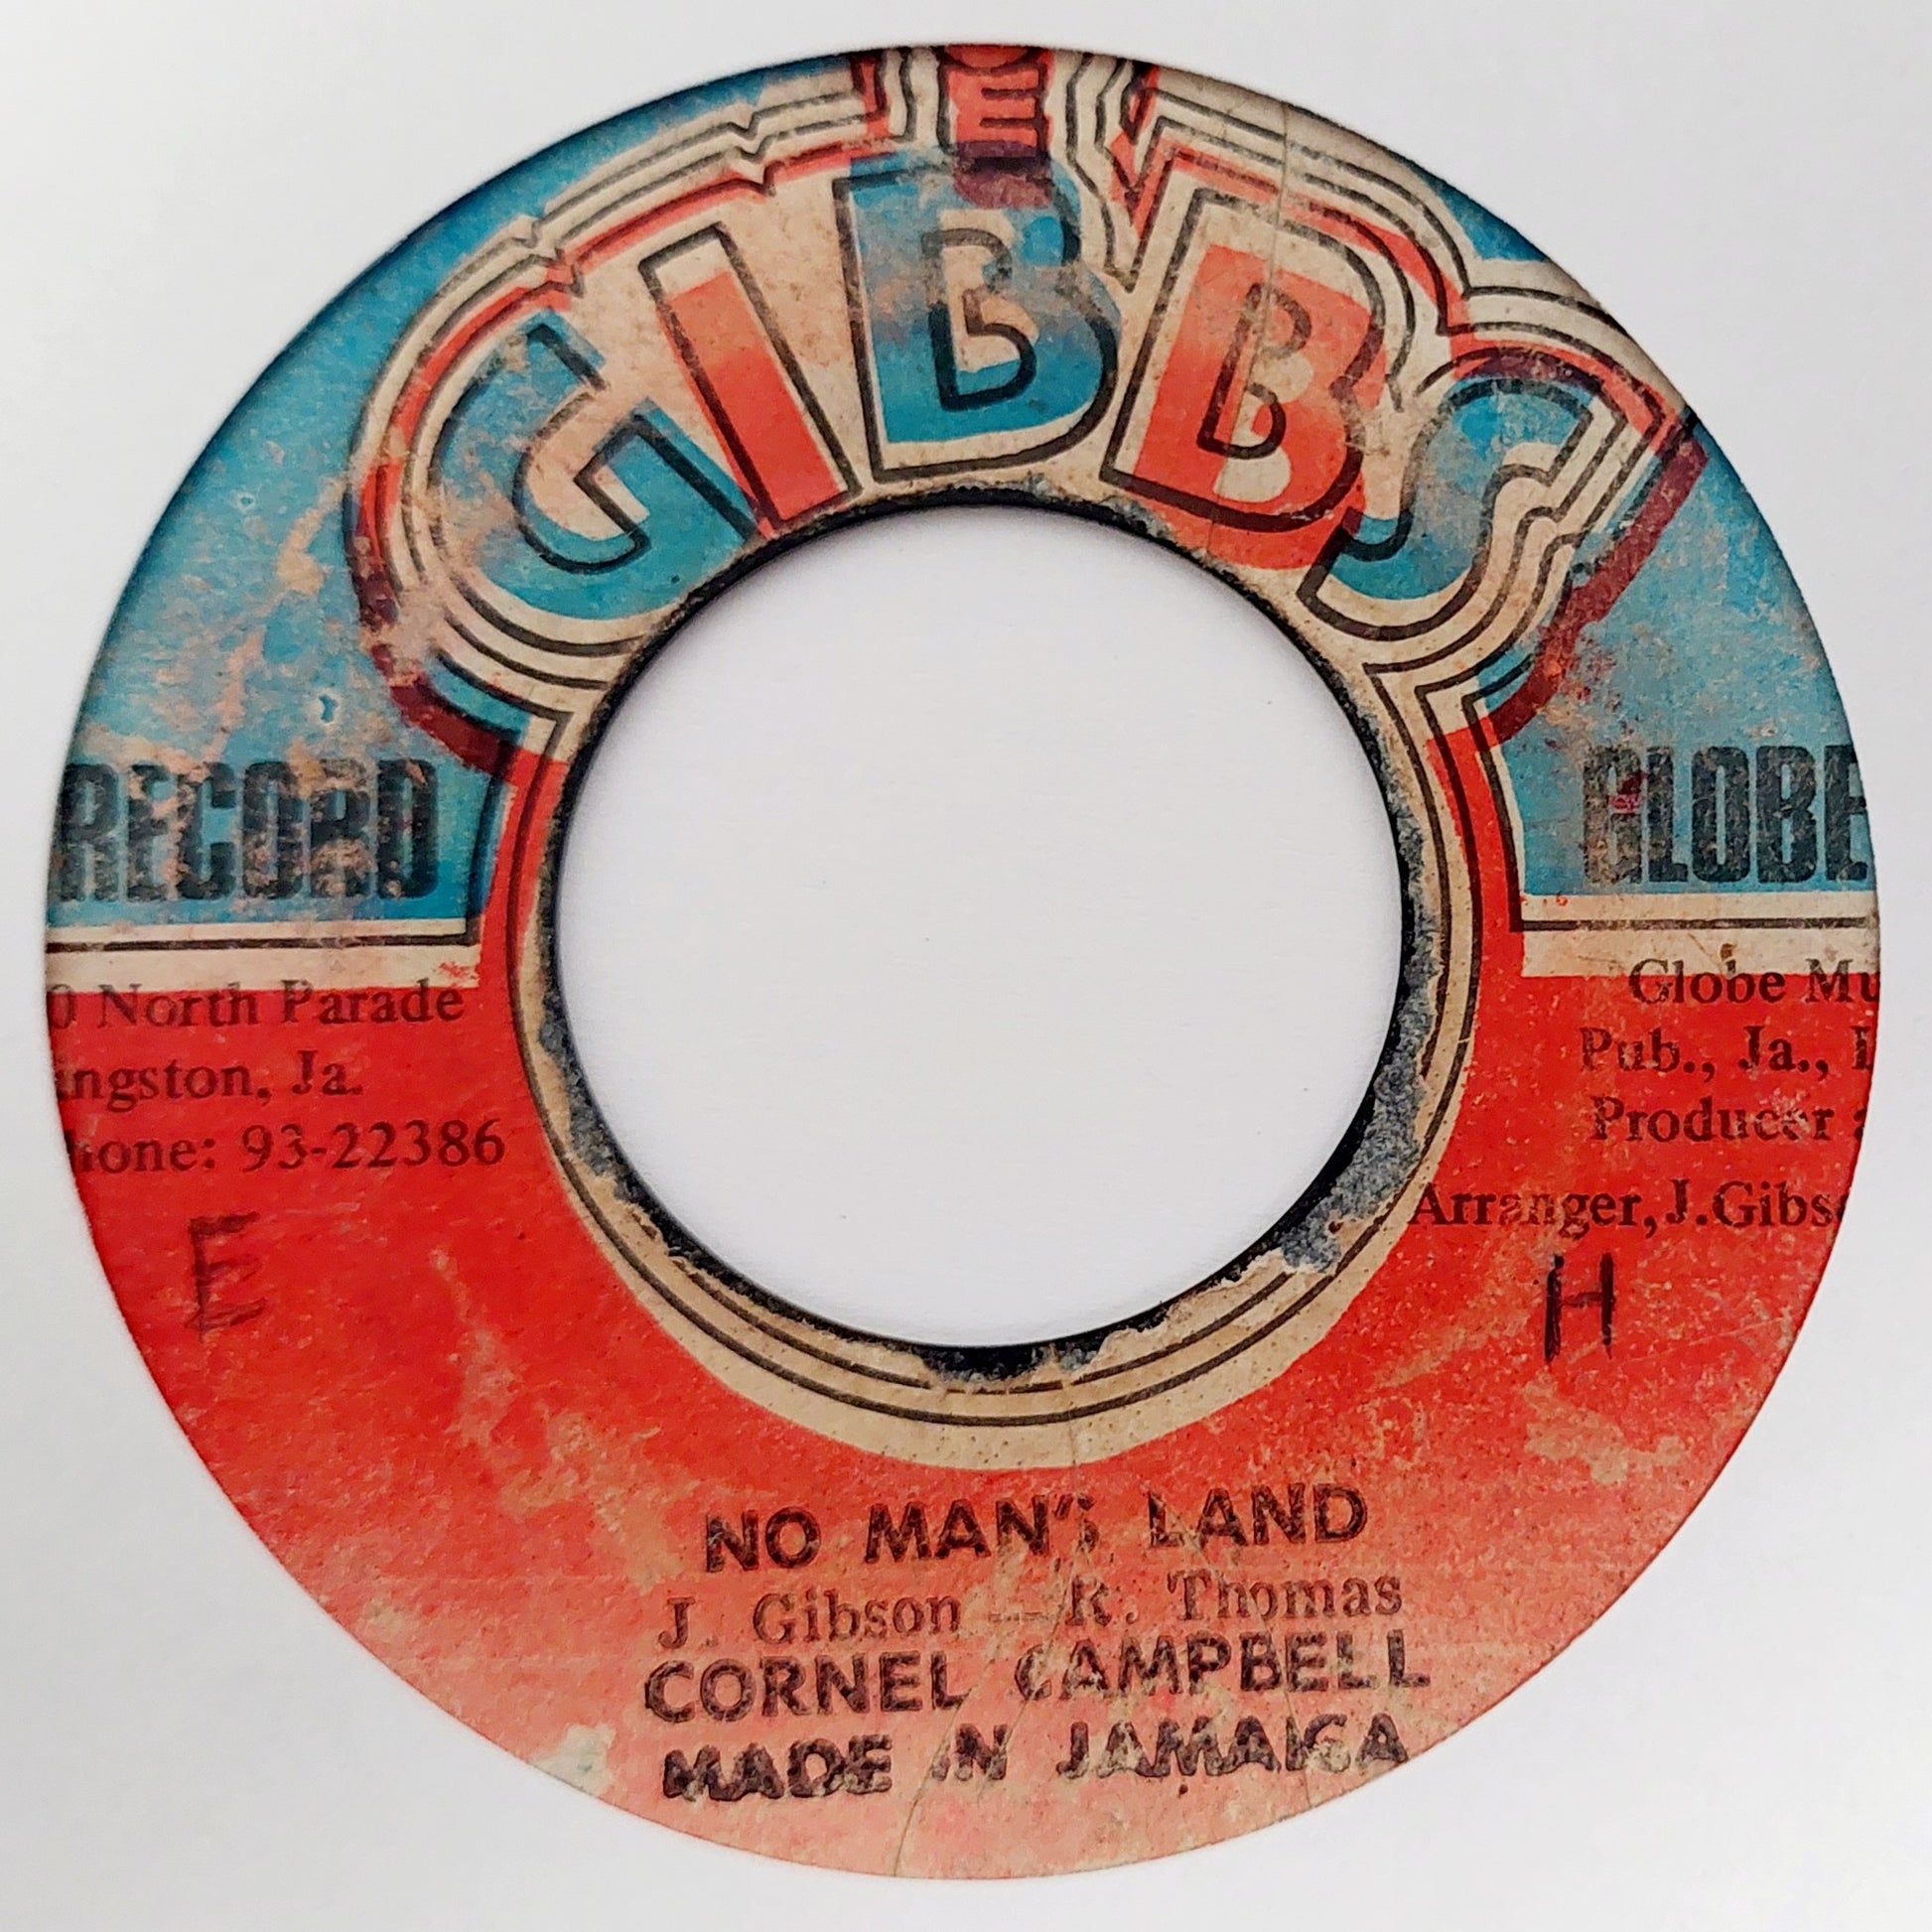 GIBBS
RECORD
GLOBE
0 North Parade
ingston, Ja.
hone: 93-22386
Globe Mu
Pub., Ja.,
Producer
Arranger, J. Gibs
E
H
NO MAN'S LAND
J. Gibson — R. Thomas
CORNEL CAMPBELL
MADE IN JAMAICA